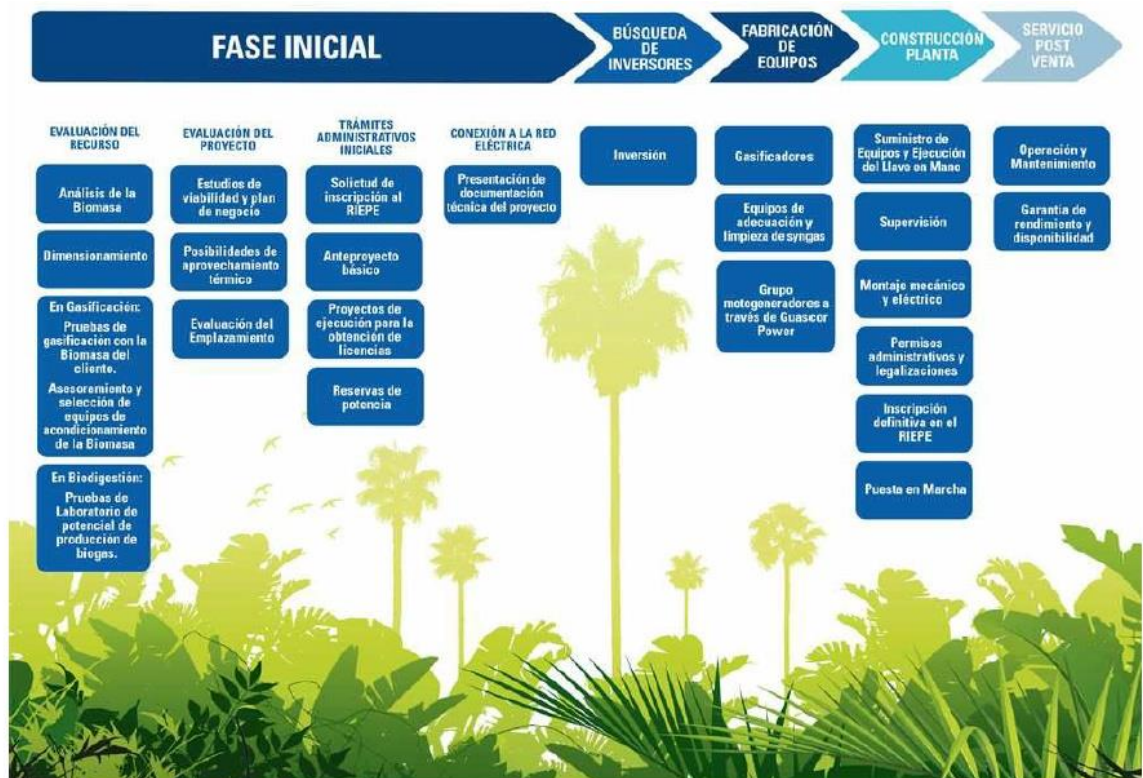 FASE INICIAL
BÚSQUEDA
DE
INVERSORES
FABRICACIÓN
DE
EQUIPOS
CONSTRUCCIÓN
PLANTA
SERVICIO
POST
VENTA
EVALUACIÓN DEL
RECURSO
Análisis de la
Biomasa
Dimensionamiento
En Gasificación:
Pruebas de
gasificación con la
Biomasa del
cliente.
Asesoramiento y
selección de
equipos de
acondicionamiento
de la Biomasa
En Biodigestión:
Pruebas de
Laboratorio de
potencial de
producción de
biogas.
EVALUACIÓN DEL
PROYECTO
Estudios de
viabilidad y plan
de negocio
Posibilidades de
aprovechamiento
térmico
Evaluación del
Emplazamiento
TRÁMITES
ADMINISTRATIVOS
INICIALES
Solictud de
inscripción al
RIEPE
Anteproyecto
básico
Proyectos de
ejecución para la
obtención de
licencias
Reservas de
potencia
CONEXIÓN A LA RED
ELÉCTRICA
Presentación de
documentación
técnica del proyecto
Inversión
Gasificadores
Equipos de
adecuación y
limpieza de syngas
Grupo
motogeneradores a
través de Guascor
Power
Suministro de
Equipos y Ejecución
del Llave en Mano
Supervisión
Montaje mecánico
y eléctrico
Permisos
administrativos y
legalizaciones
Inscripción
definitiva en el
RIEPE
Puesta en Marcha
Operación y
Mantenimiento
Garantía de
rendimiento y
disponibilidad